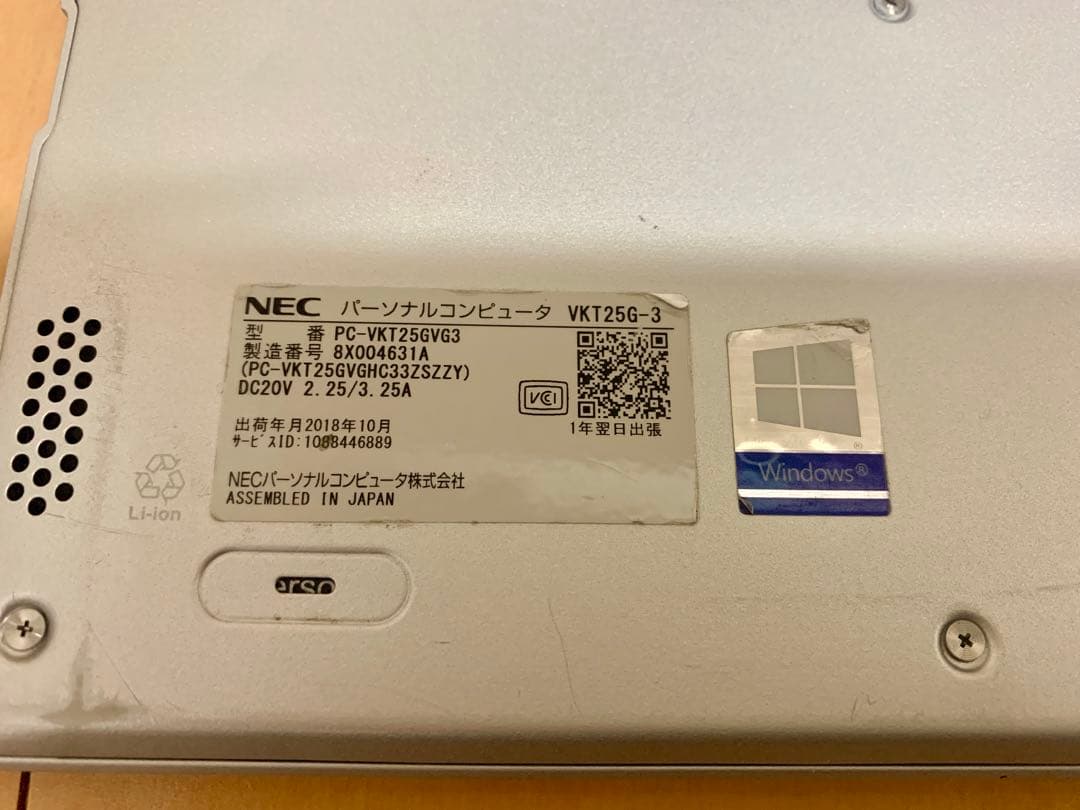 NEC パーソナルコンピュータ VKT25G-3
型 番 PC-VKT25GVG3
製造番号 8X004631A
(PC-VKT25GVGHC33ZSZZY)
DC20V 2.25/3.25A
VCCI
1年翌日出張
出荷年月2018年10月
サービスID:1088446889
NECパーソナルコンピュータ株式会社
ASSEMBLED IN JAPAN
Li-ion
Windows®
erso